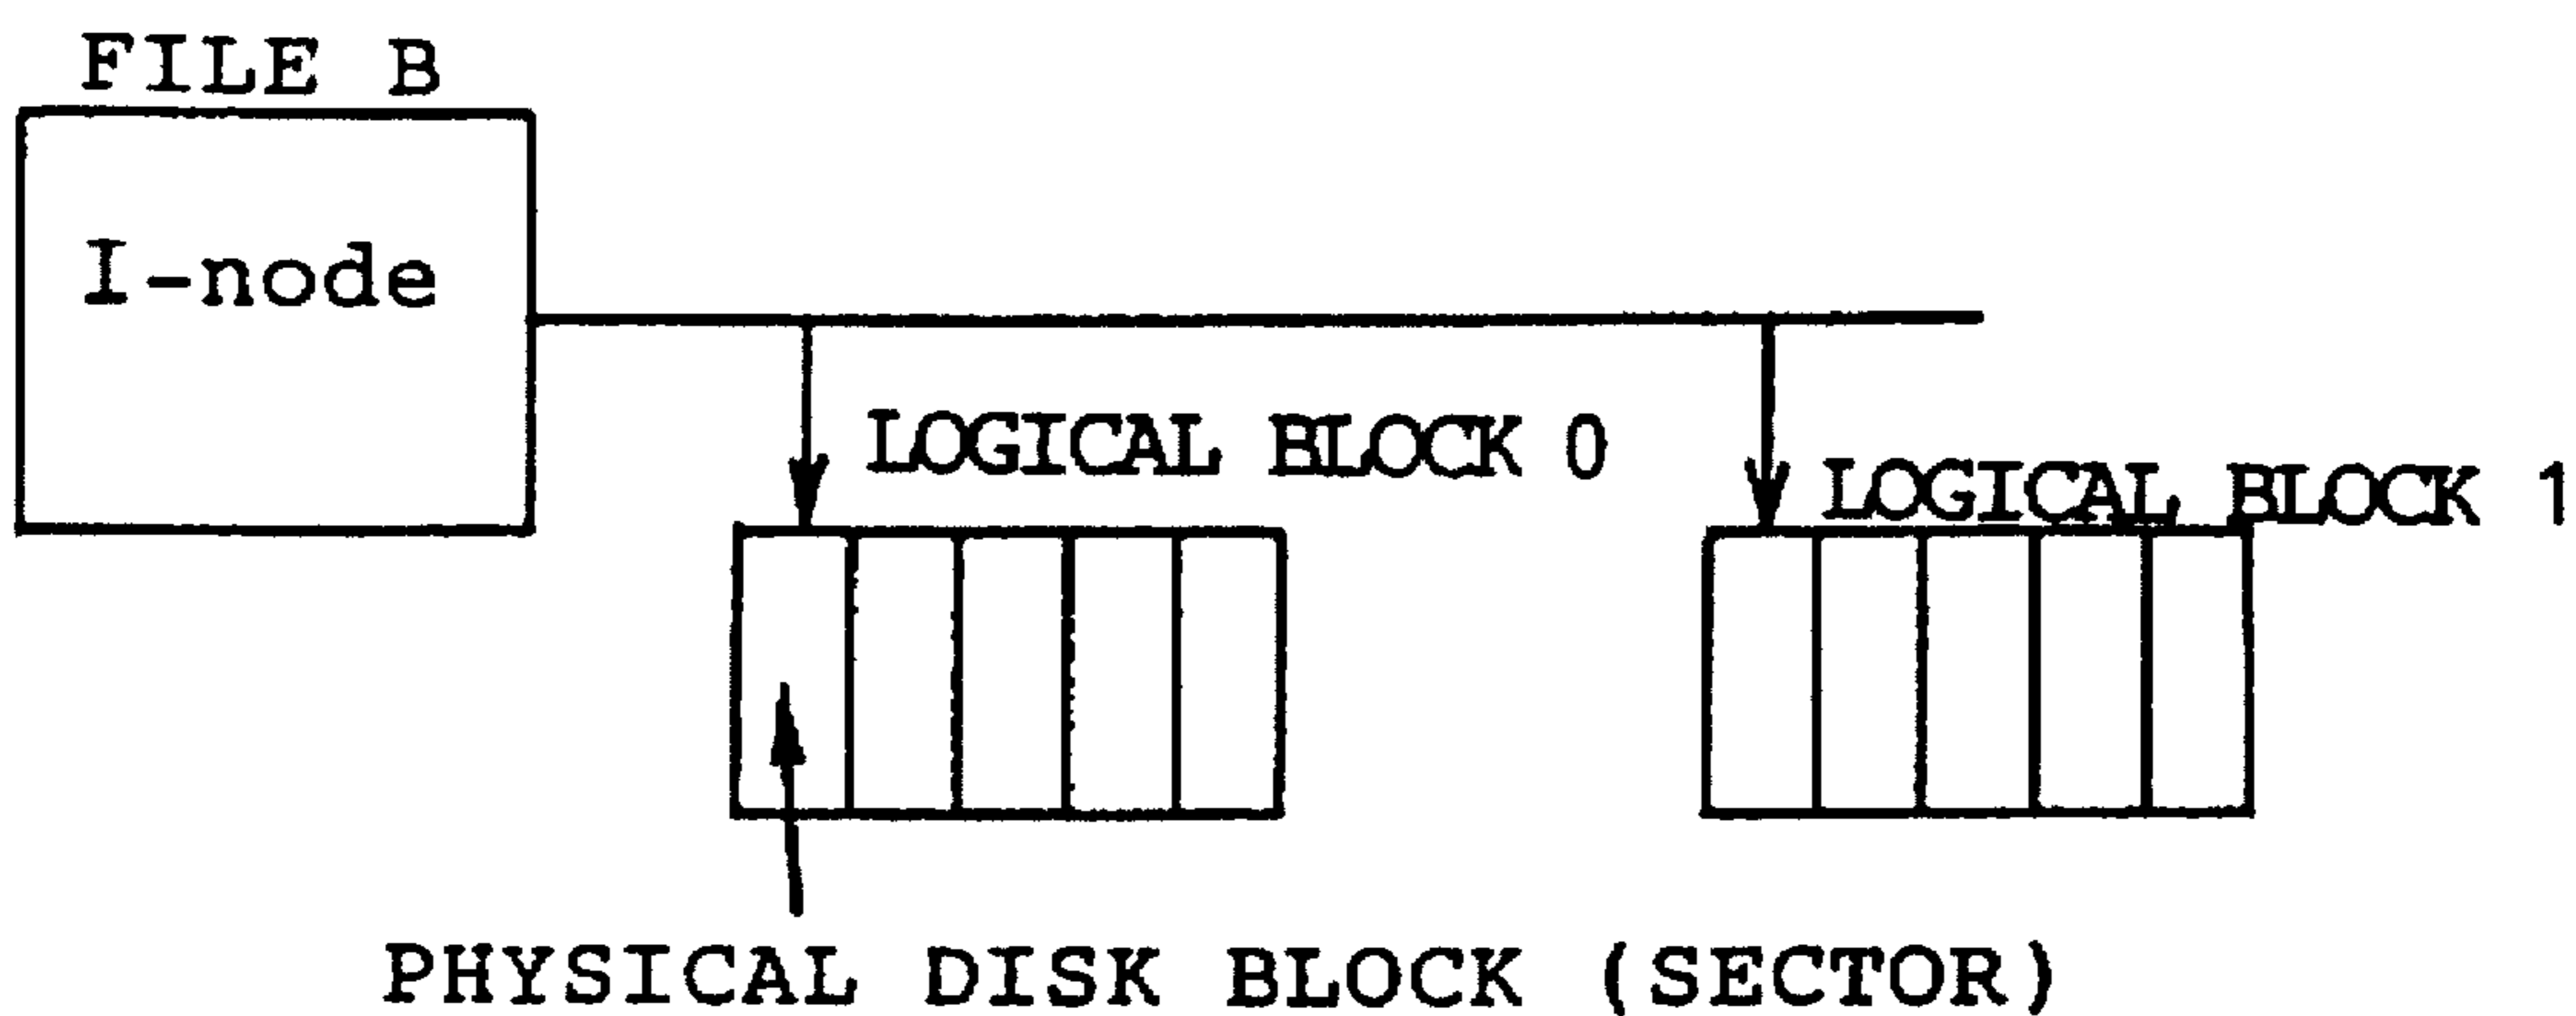 FILE B
I-node
LOGICAL BLOCK 0
LOGICAL BLOCK 1
PHYSICAL DISK BLOCK (SECTOR)